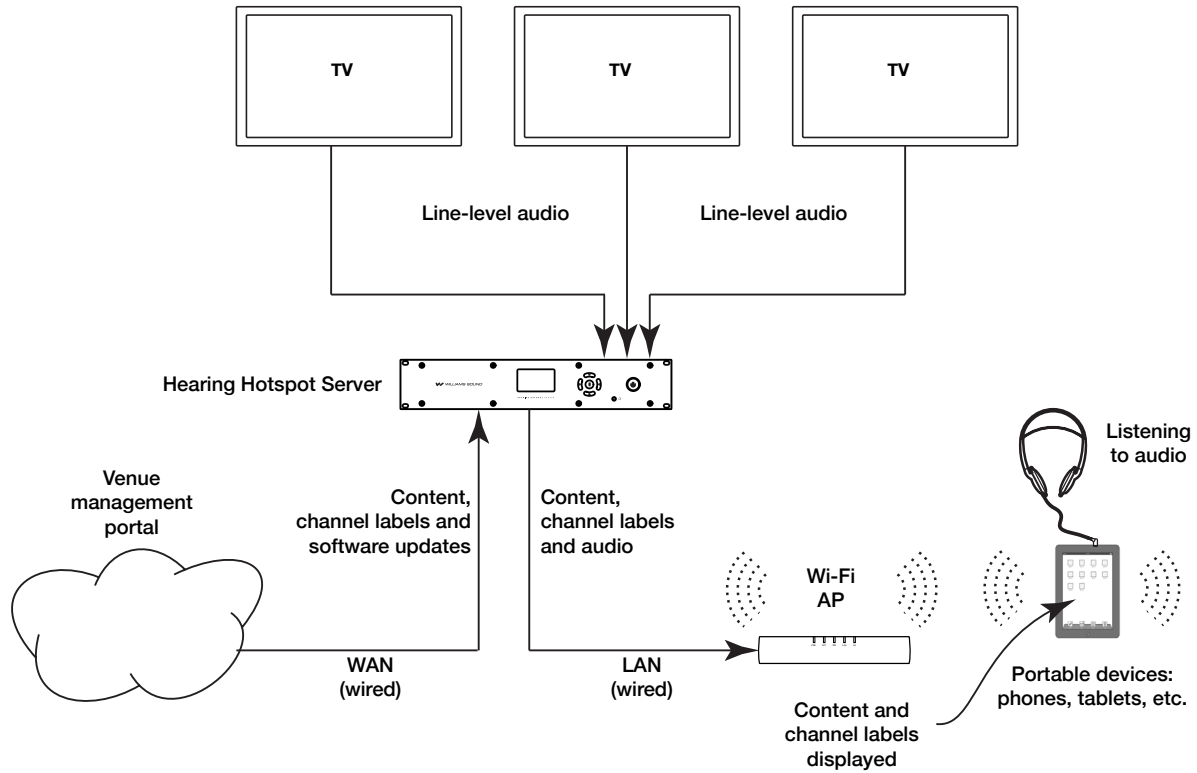 TV
TV
TV
Line-level audio
Line-level audio
Hearing Hotspot Server
WILLIAMS SOUND
Listening
to audio
Venue
management
portal
Content,
channel labels and
software updates
Content,
channel labels
and audio
Wi-Fi
AP
WAN
(wired)
LAN
(wired)
Portable devices:
phones, tablets, etc.
Content and
channel labels
displayed